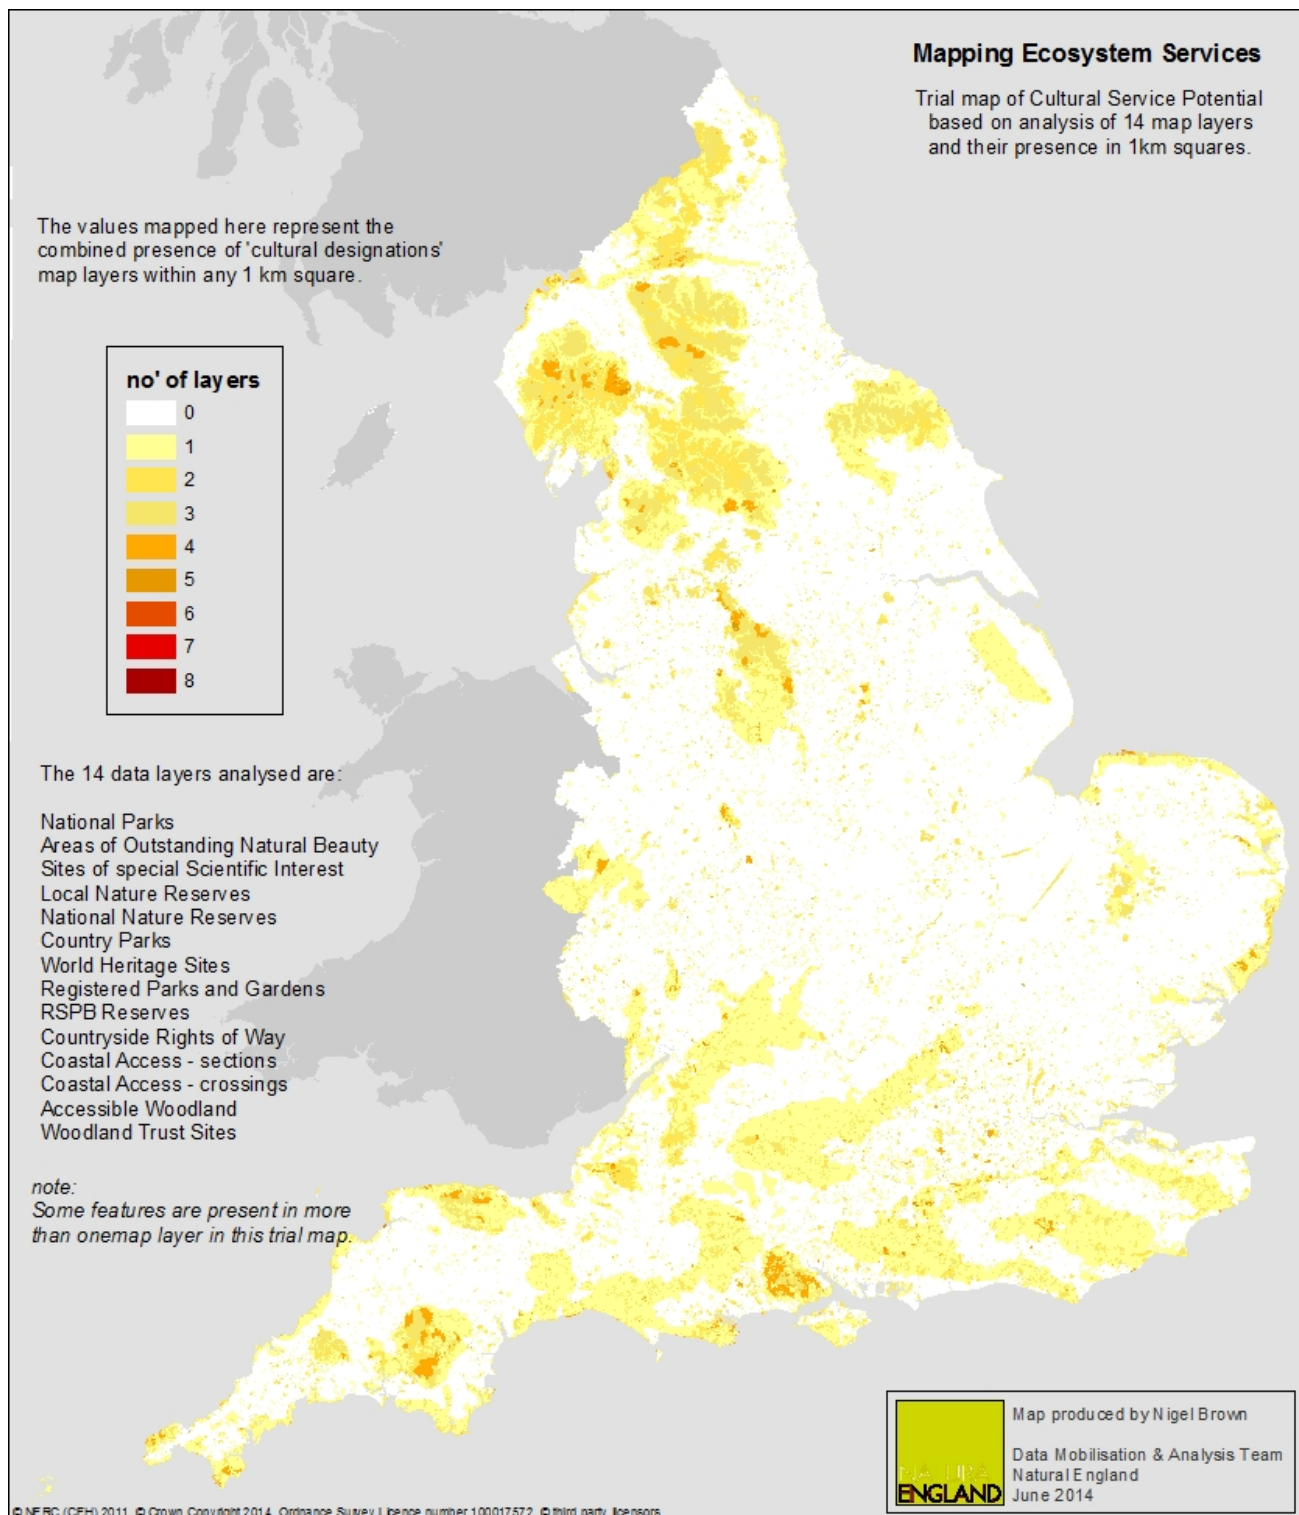 Mapping Ecosystem Services
Trial map of Cultural Service Potential
based on analysis of 14 map layers
and their presence in 1km squares.
The values mapped here represent the
combined presence of 'cultural designations'
map layers within any 1 km square.
no' of layers
0
1
2
3
4
5
6
7
8
The 14 data layers analysed are:
National Parks
Areas of Outstanding Natural Beauty
Sites of special Scientific Interest
Local Nature Reserves
National Nature Reserves
Country Parks
World Heritage Sites
Registered Parks and Gardens
RSPB Reserves
Countryside Rights of Way
Coastal Access - sections
Coastal Access - crossings
Accessible Woodland
Woodland Trust Sites
note:
Some features are present in more
than onemap layer in this trial map.
Map produced by Nigel Brown
Data Mobilisation & Analysis Team
Natural England
June 2014
NATURAL
ENGLAND
© NERC (CEH) 2011. © Crown Copyright 2014. Ordnance Survey Licence number 100017572. © third party licensors